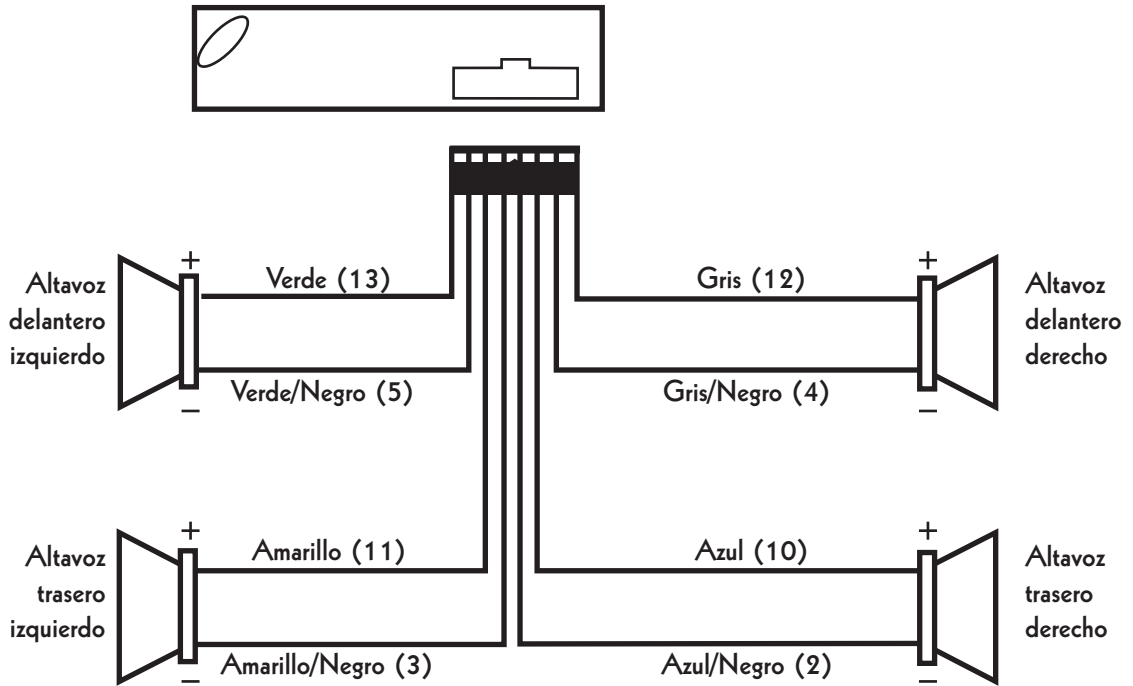 +
Verde (13)
Altavoz
delantero
izquierdo
Verde/Negro (5)
–
+
Gris (12)
Altavoz
delantero
derecho
Gris/Negro (4)
–
+
Amarillo (11)
Altavoz
trasero
izquierdo
Amarillo/Negro (3)
–
+
Azul (10)
Altavoz
trasero
derecho
Azul/Negro (2)
–